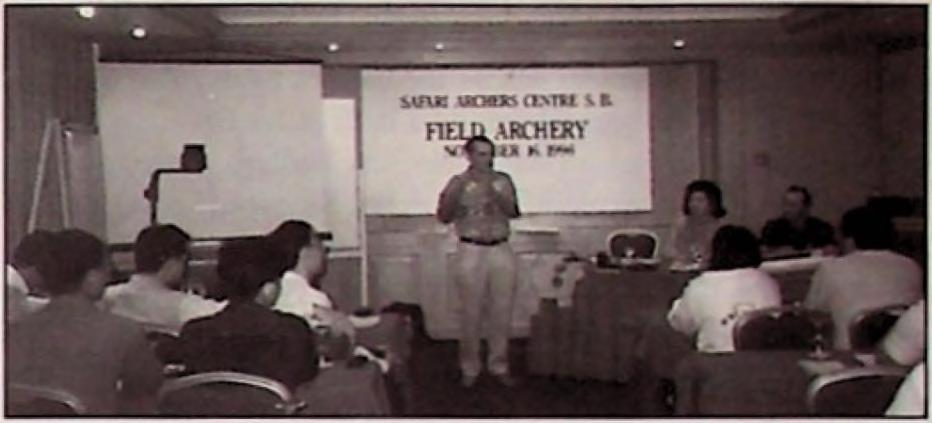 SAFARI ARCHERS CENTRE S. B.
FIELD ARCHERY
16, 1996